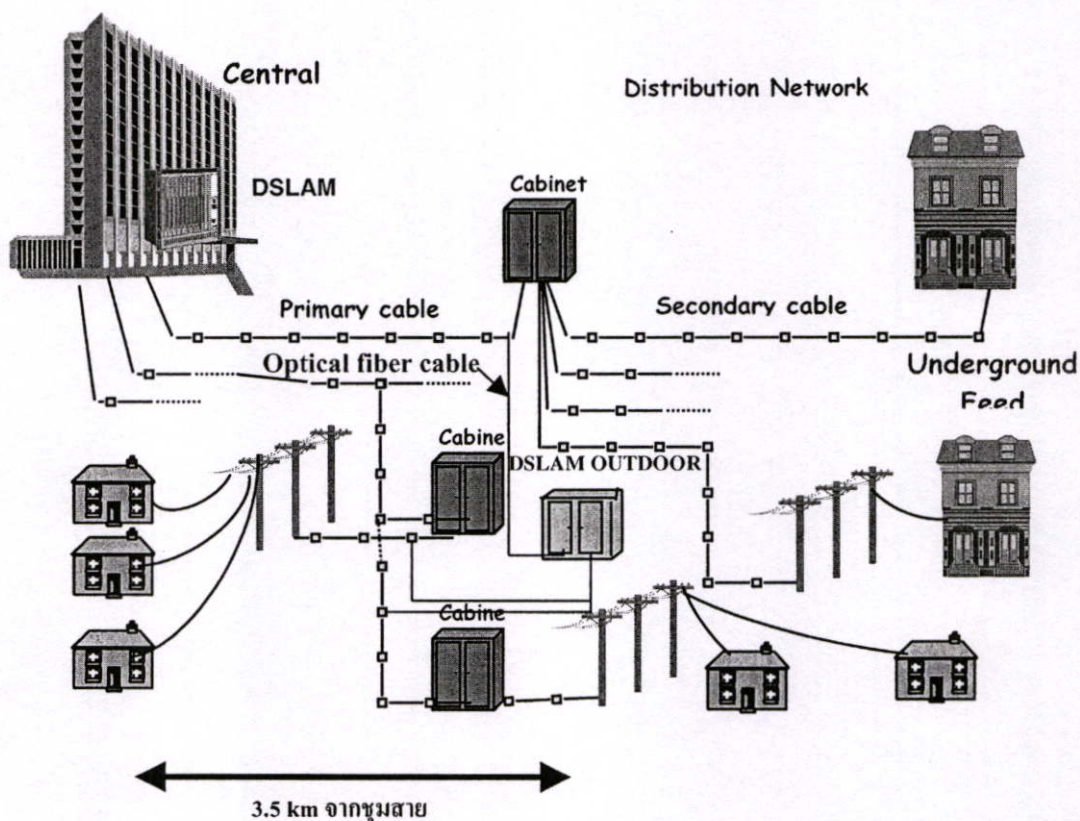 Central
Distribution Network
DSLAM
Cabinet
Primary cable
Secondary cable
Optical fiber cable
Underground
Feed
Cabine
DSLAM OUTDOOR
Cabine
3.5 km จากชุมสาย